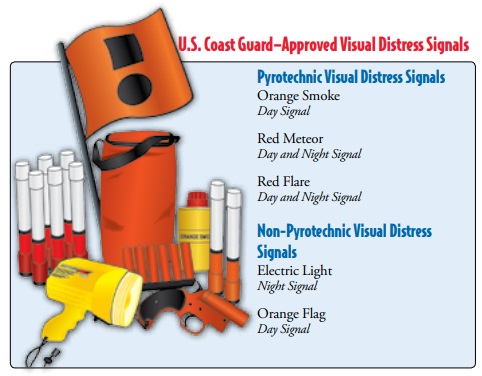 U.S. Coast Guard–Approved Visual Distress Signals
Pyrotechnic Visual Distress Signals
Orange Smoke
Day Signal
Red Meteor
Day and Night Signal
Red Flare
Day and Night Signal
Non-Pyrotechnic Visual Distress
Signals
Electric Light
Night Signal
Orange Flag
Day Signal
ORANGE SMO